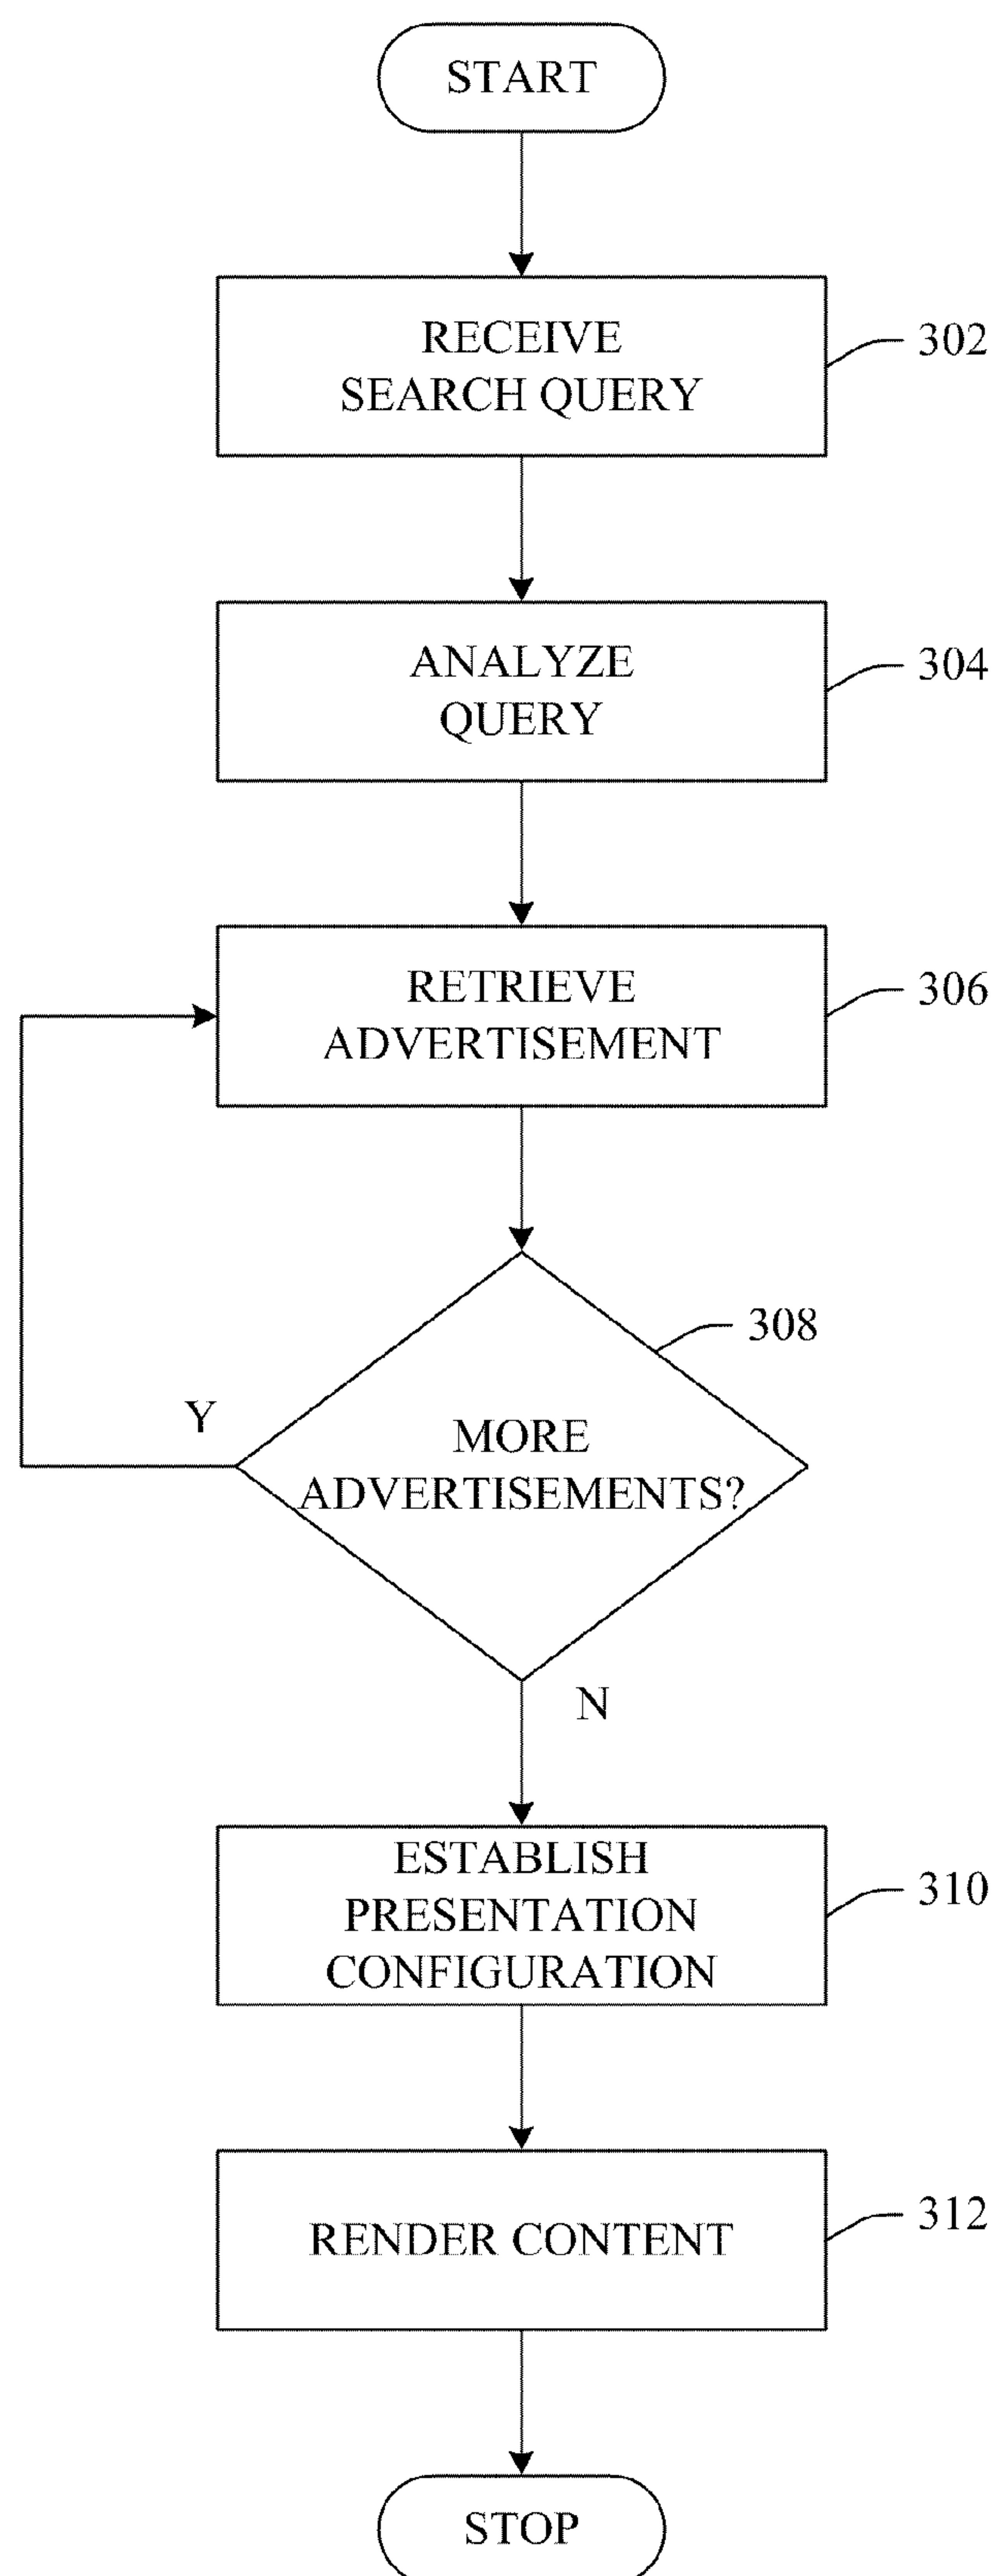 START
RECEIVE
SEARCH QUERY
302
ANALYZE
QUERY
304
RETRIEVE
ADVERTISEMENT
306
308
MORE
ADVERTISEMENTS?
Y
N
ESTABLISH
PRESENTATION
CONFIGURATION
310
RENDER CONTENT
312
STOP